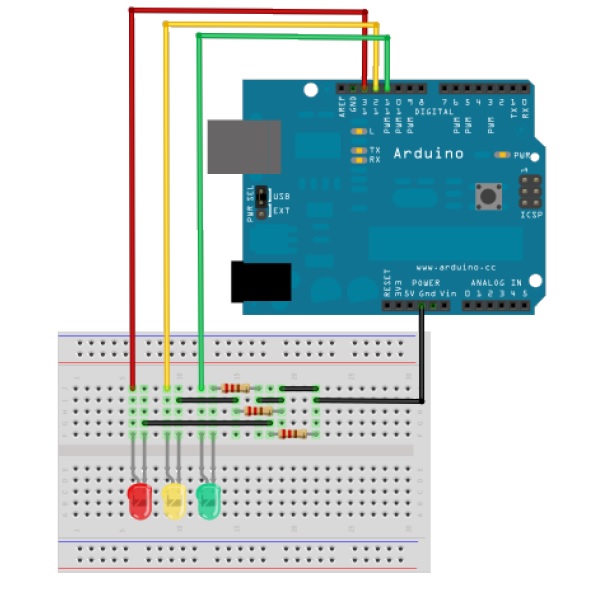 AREF
GND
13
12
11
10
9
8
7
6
5
4
3
2
1
0
PWM
PWM
PWM
PWM
PWM
PWM
TX
RX
DIGITAL
L
TX
RX
Arduino
PWR
USB
EXT
PWR SEL
ICSP
www.arduino.cc
RESET
3V3
POWER
5V Gnd Vin
ANALOG IN
0 1 2 3 4 5